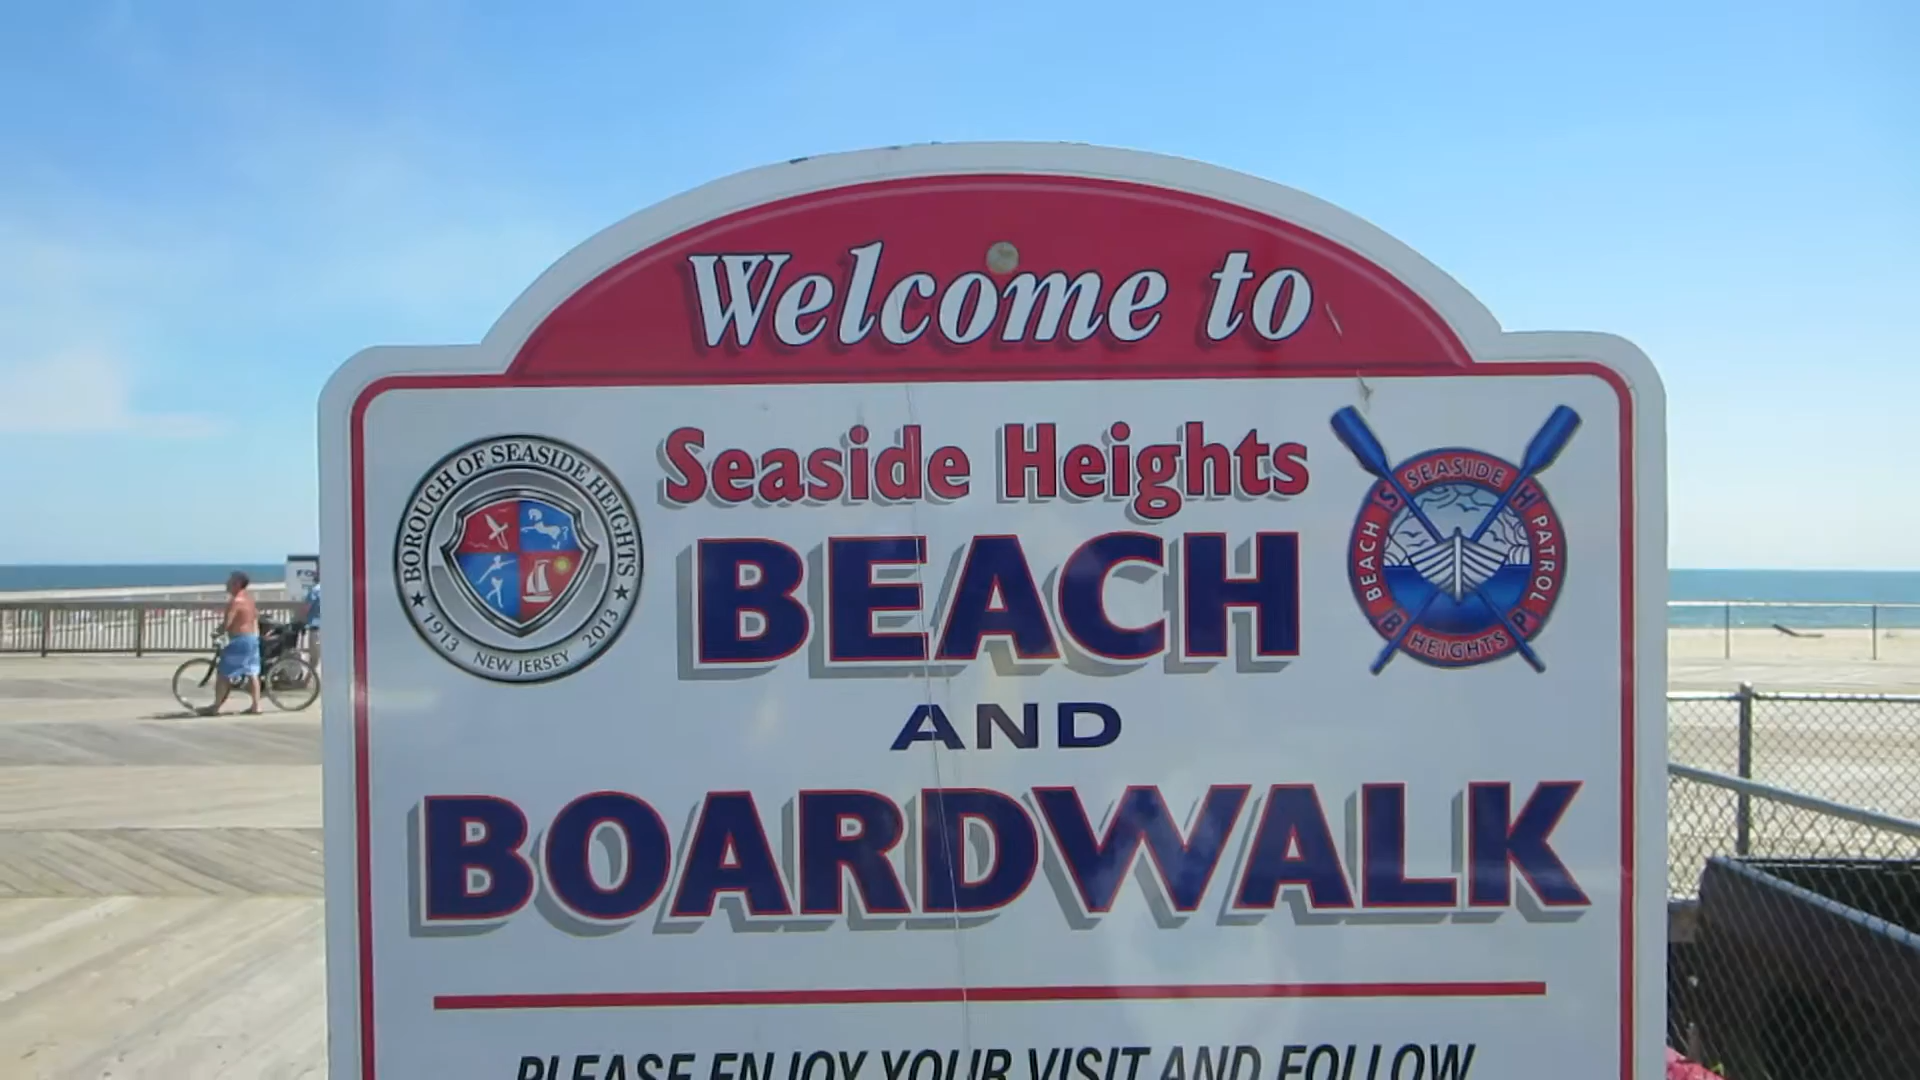 Welcome to
Seaside Heights
BEACH
AND
BOARDWALK
PLEASE ENJOY YOUR VISIT AND FOLLOW
BOROUGH OF SEASIDE HEIGHTS
★ 1913 NEW JERSEY 2013 ★
SEASIDE
HEIGHTS
BEACH PATROL
S H
B P